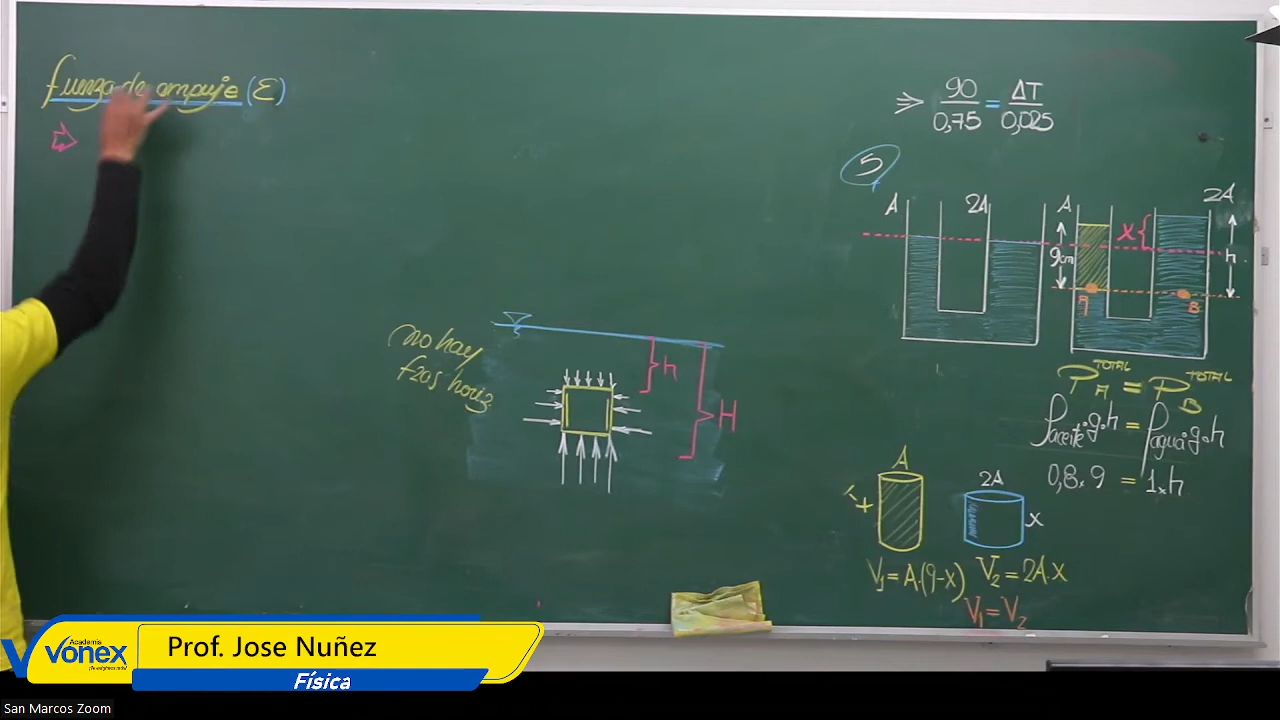 fuerza de empuje (E)
no hay
fzas horiz.
h
H
⇒ 90/0,75 = ΔT/0,025
5
A 2A A 2A
x
9cm
h
A B
P_A^TOTAL = P_B^TOTAL
ρaceite.g.h = ρagua.g.h
0,8×9 = 1×h
A
2A
x
V₁=A.(9-x) V₂=2A.x
V₁=V₂
Academia
vonex
Prof. Jose Nuñez
Física
San Marcos Zoom